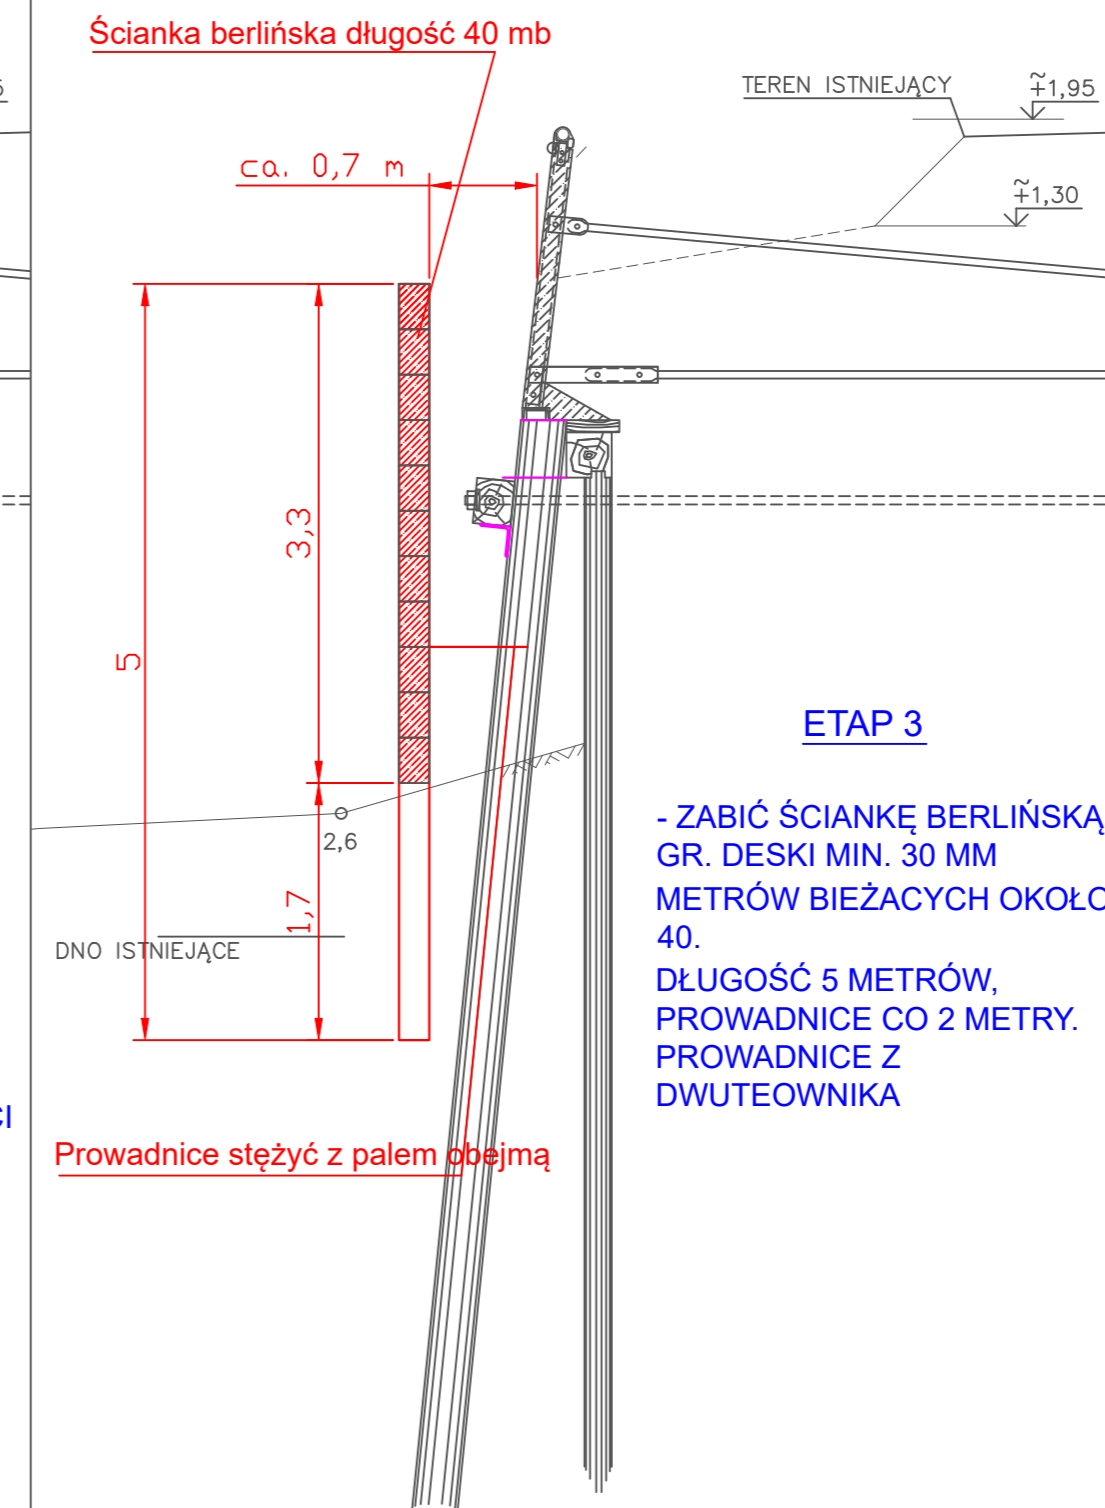 Ścianka berlińska długość 40 mb
TEREN ISTNIEJĄCY
∓1,95
ca. 0,7 m
∓1,30
3,3
5
ETAP 3
- ZABIĆ ŚCIANKĘ BERLIŃSKĄ
GR. DESKI MIN. 30 MM
METRÓW BIEŻACYCH OKOŁO
40.
DŁUGOŚĆ 5 METRÓW,
PROWADNICE CO 2 METRY.
PROWADNICE Z
DWUTEOWNIKA
2,6
1,7
DNO ISTNIEJĄCE
CI
Prowadnice stężyć z palem obejmą